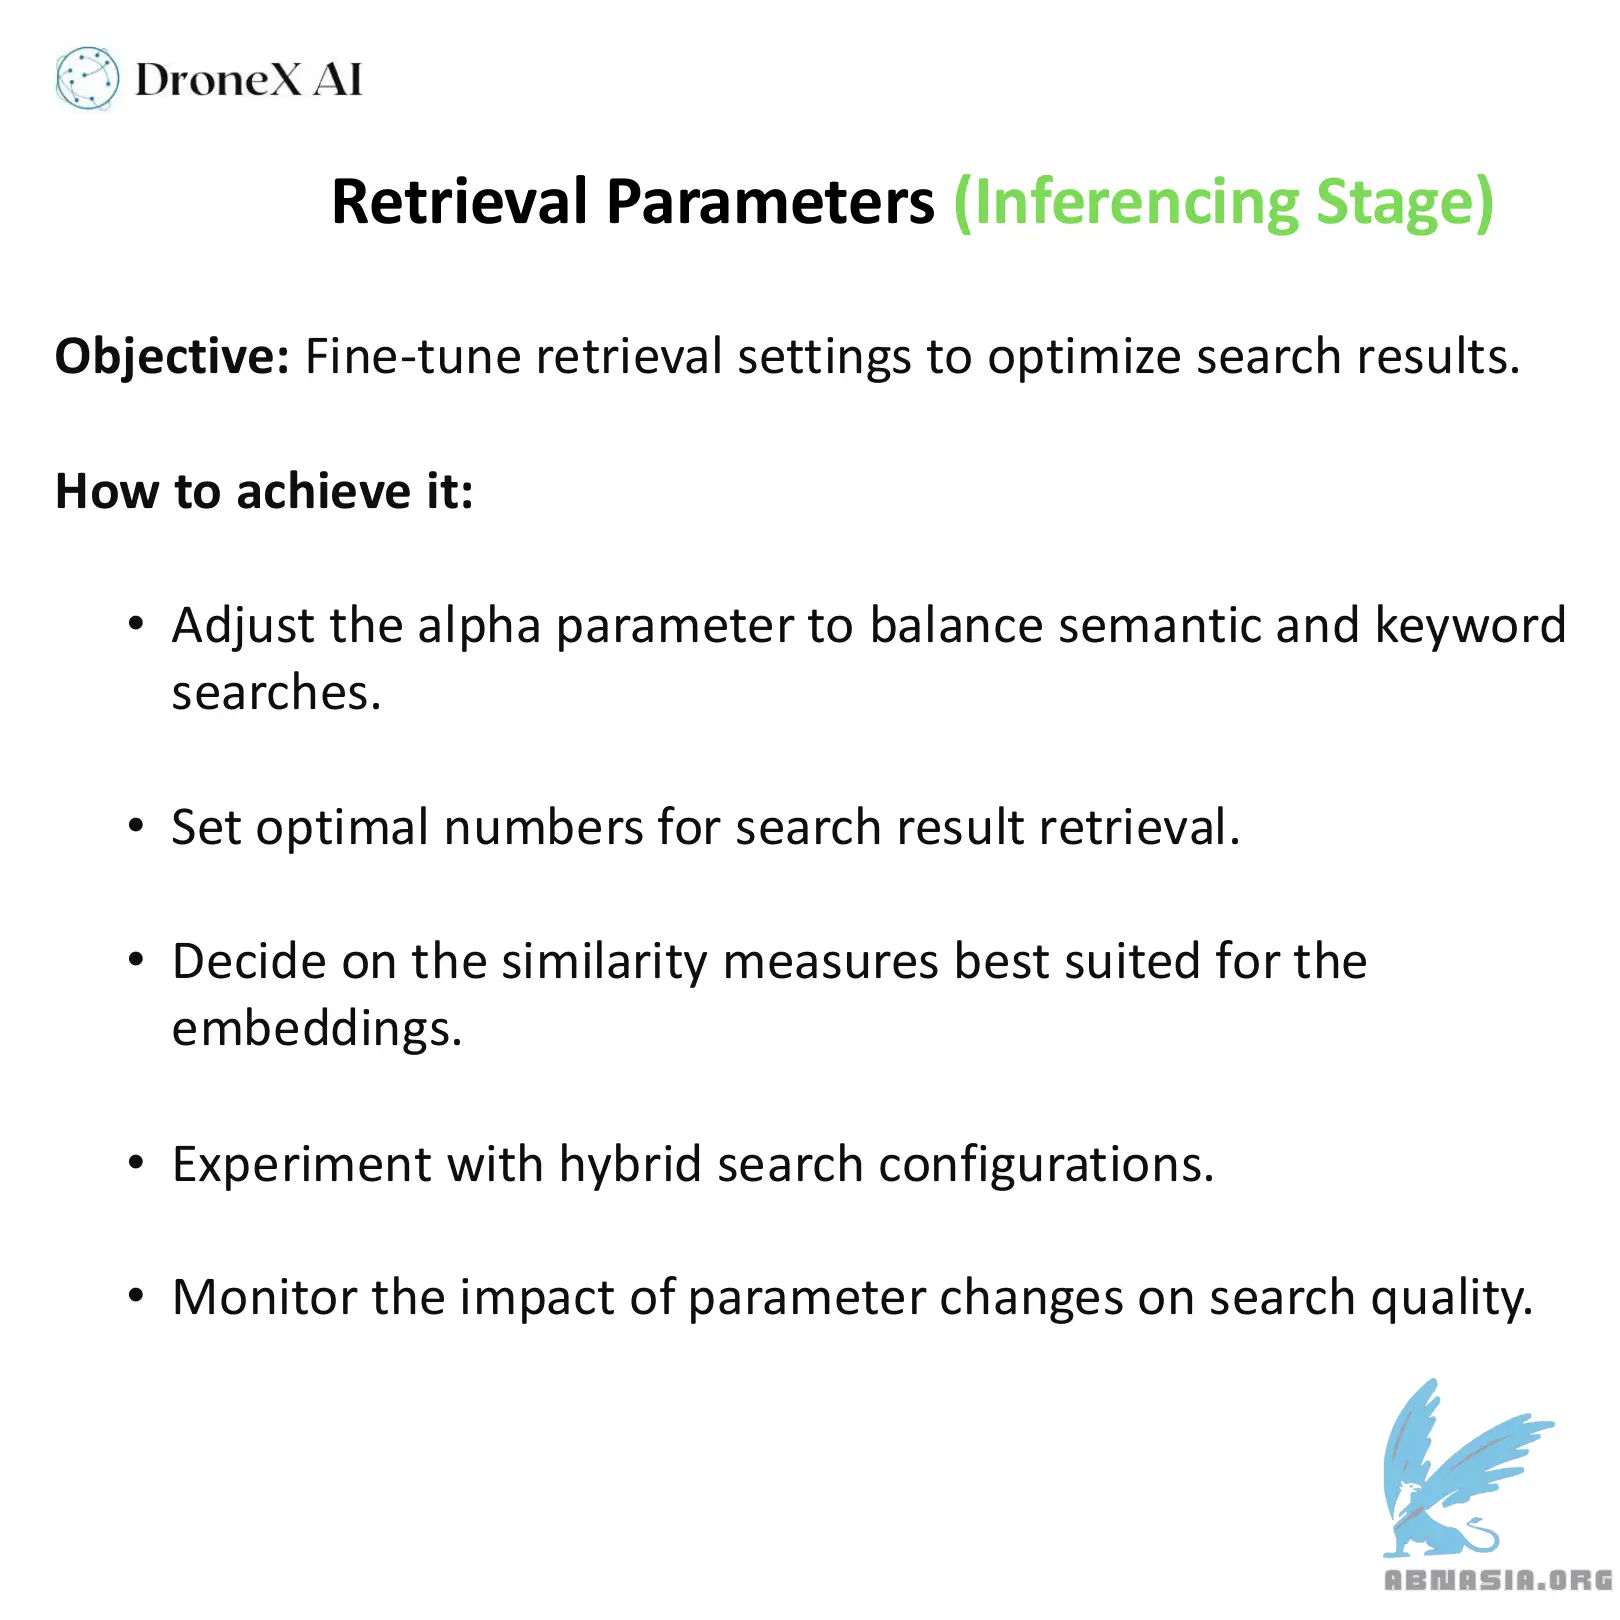 DroneX AI
Retrieval Parameters (Inferencing Stage)
Objective: Fine-tune retrieval settings to optimize search results.
How to achieve it:
• Adjust the alpha parameter to balance semantic and keyword
searches.
• Set optimal numbers for search result retrieval.
• Decide on the similarity measures best suited for the
embeddings.
• Experiment with hybrid search configurations.
• Monitor the impact of parameter changes on search quality.
ABNASIA.ORG